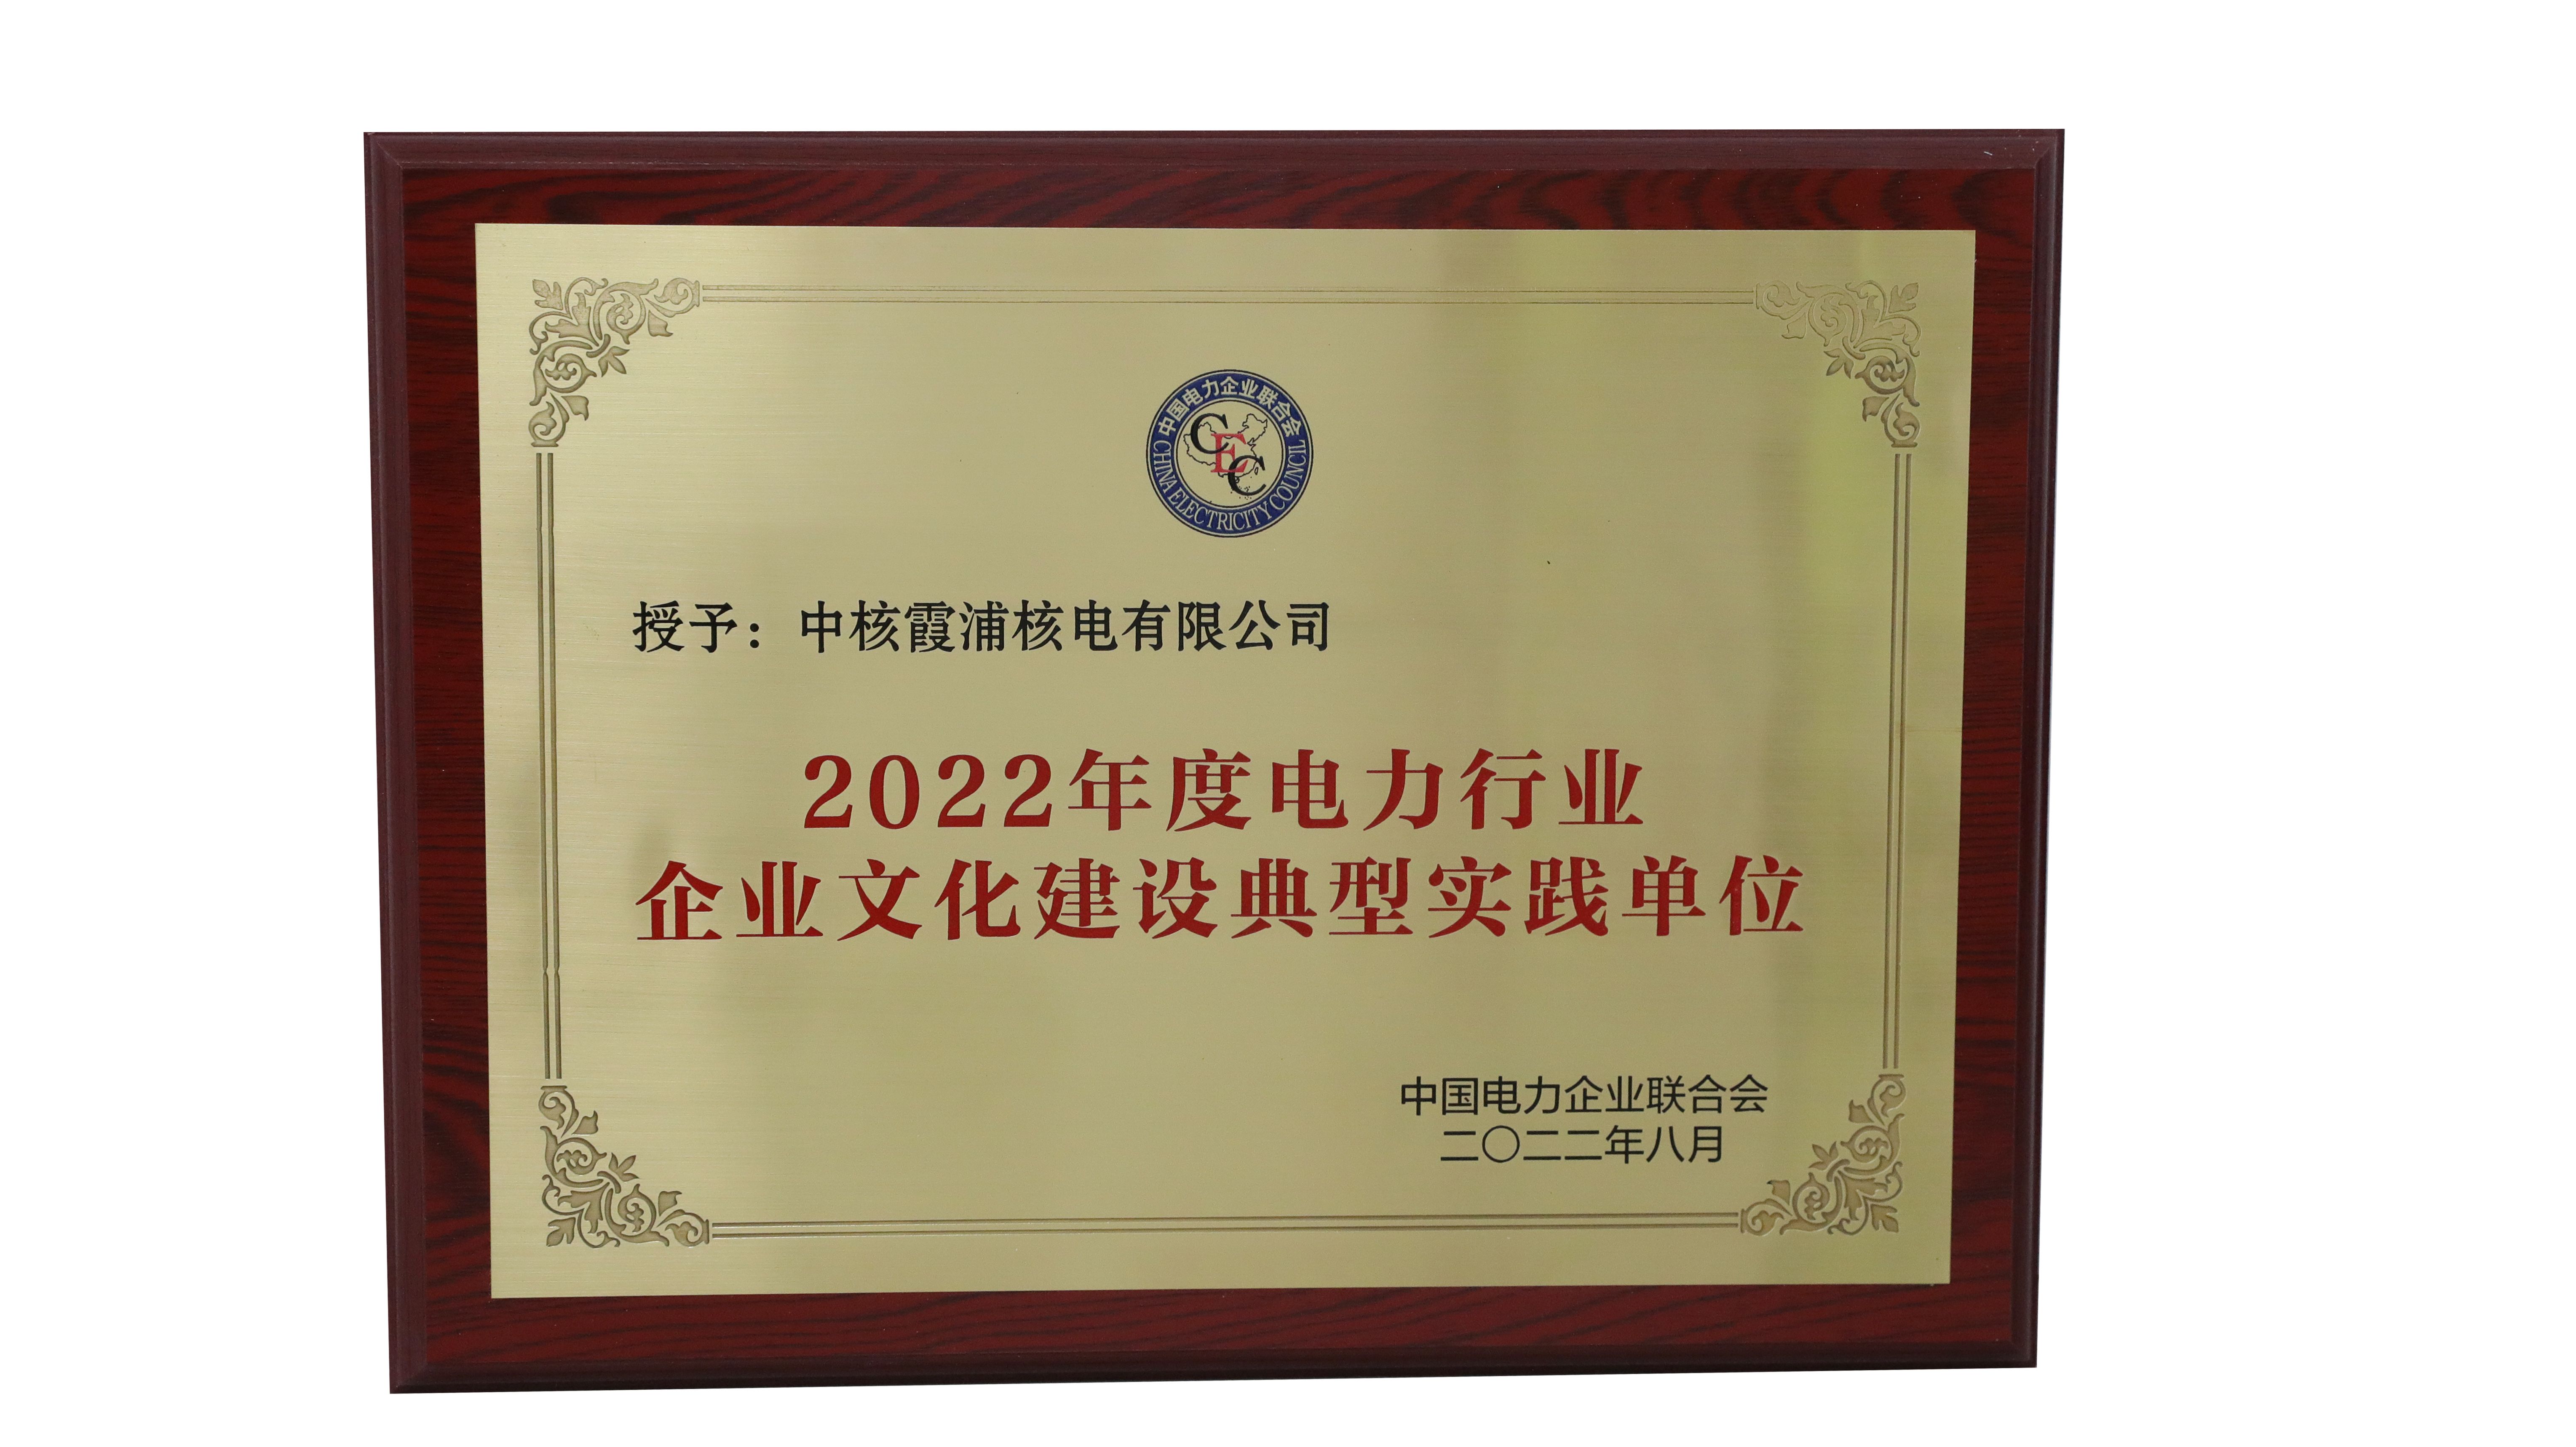 中国电力企业联合会
CEC
CHINA ELECTRICITY COUNCIL
授予：中核霞浦核电有限公司
2022年度电力行业
企业文化建设典型实践单位
中国电力企业联合会
二〇二二年八月